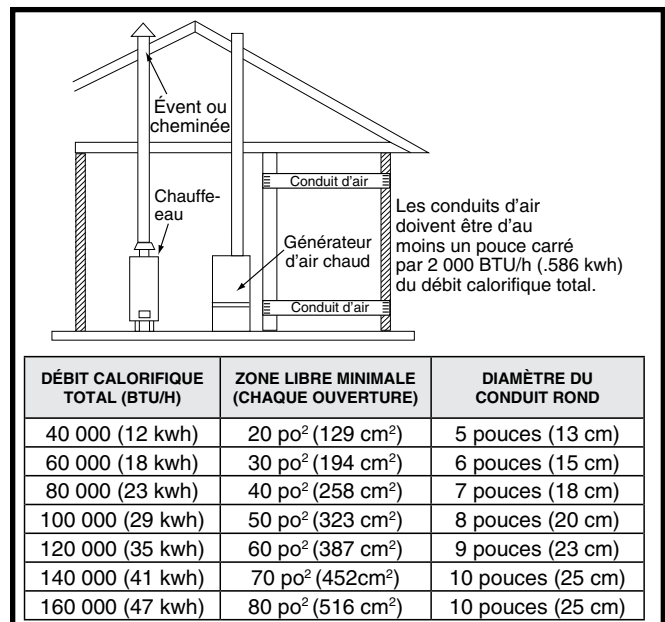 Évent ou
cheminée
Conduit d'air
Chauffe-
eau
Générateur
d'air chaud
Les conduits d'air
doivent être d'au
moins un pouce carré
par 2 000 BTU/h (.586 kwh)
du débit calorifique total.
Conduit d'air
DÉBIT CALORIFIQUE TOTAL (BTU/H) ZONE LIBRE MINIMALE (CHAQUE OUVERTURE) DIAMÈTRE DU CONDUIT ROND
40 000 (12 kwh) 20 po² (129 cm²) 5 pouces (13 cm)
60 000 (18 kwh) 30 po² (194 cm²) 6 pouces (15 cm)
80 000 (23 kwh) 40 po² (258 cm²) 7 pouces (18 cm)
100 000 (29 kwh) 50 po² (323 cm²) 8 pouces (20 cm)
120 000 (35 kwh) 60 po² (387 cm²) 9 pouces (23 cm)
140 000 (41 kwh) 70 po² (452cm²) 10 pouces (25 cm)
160 000 (47 kwh) 80 po² (516 cm²) 10 pouces (25 cm)